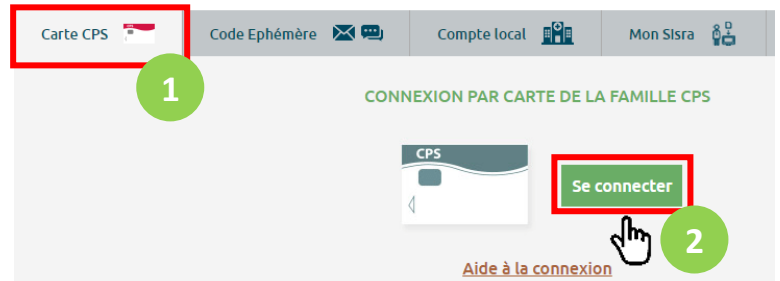 Carte CPS
Code Ephémère
Compte local
Mon SIsra
1
CONNEXION PAR CARTE DE LA FAMILLE CPS
CPS
Se connecter
2
Aide à la connexion